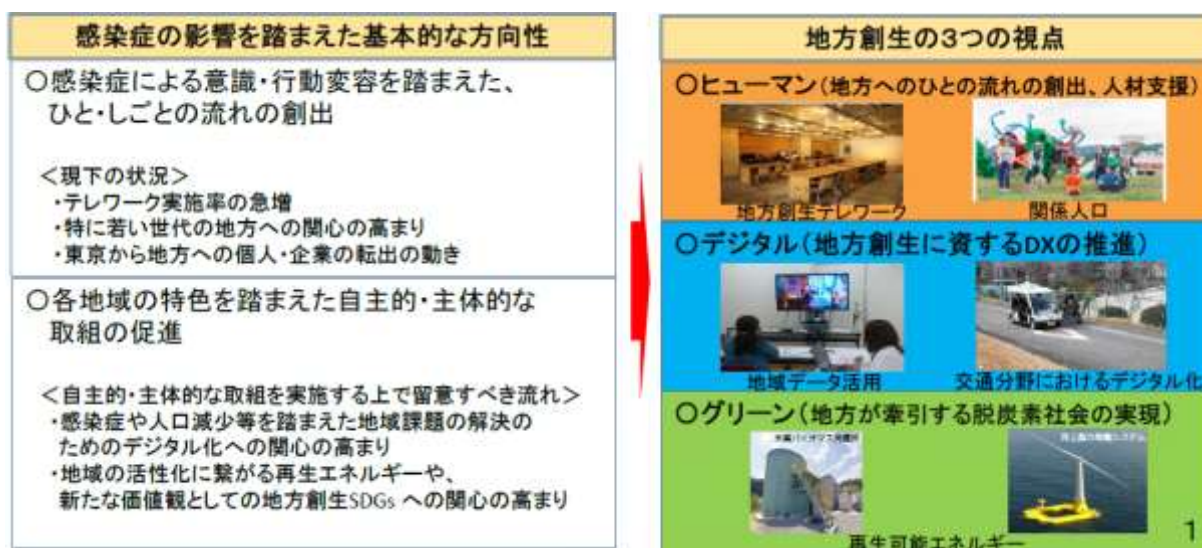 感染症の影響を踏まえた基本的な方向性
○感染症による意識・行動変容を踏まえた、
ひと・しごとの流れの創出
＜現下の状況＞
・テレワーク実施率の急増
・特に若い世代の地方への関心の高まり
・東京から地方への個人・企業の転出の動き
○各地域の特色を踏まえた自主的・主体的な
取組の促進
＜自主的・主体的な取組を実施する上で留意すべき流れ＞
・感染症や人口減少等を踏まえた地域課題の解決の
ためのデジタル化への関心の高まり
・地域の活性化に繋がる再生エネルギーや、
新たな価値観としての地方創生SDGs への関心の高まり
地方創生の３つの視点
○ヒューマン（地方へのひとの流れの創出、人材支援）
地方創生テレワーク
関係人口
○デジタル（地方創生に資するDXの推進）
地域データ活用
交通分野におけるデジタル化
○グリーン（地方が牽引する脱炭素社会の実現）
木質バイオマス発電所
再生可能エネルギー
1